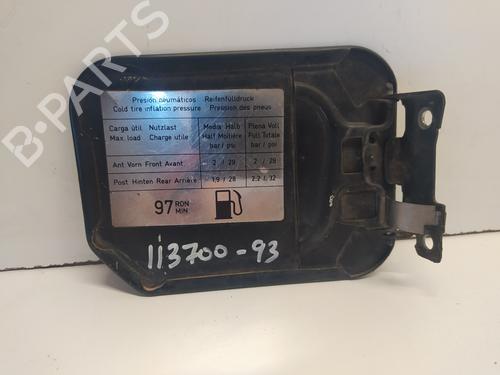 Presión neumáticos Reifenfülldruck
Cold tire inflation pressure Pression des pneus
Carga útil Nutzlast Media Halb Plena Voll
Max. load Charge utile Half Moitière Full Totale
bar / psi bar / psi
Ant Vorn Front Avant 2 / 29 2 / 29
Post Hinten Rear Arrière 1.9 / 28 2.2 / 32
97 RON
MIN
113700-93
B-PARTS